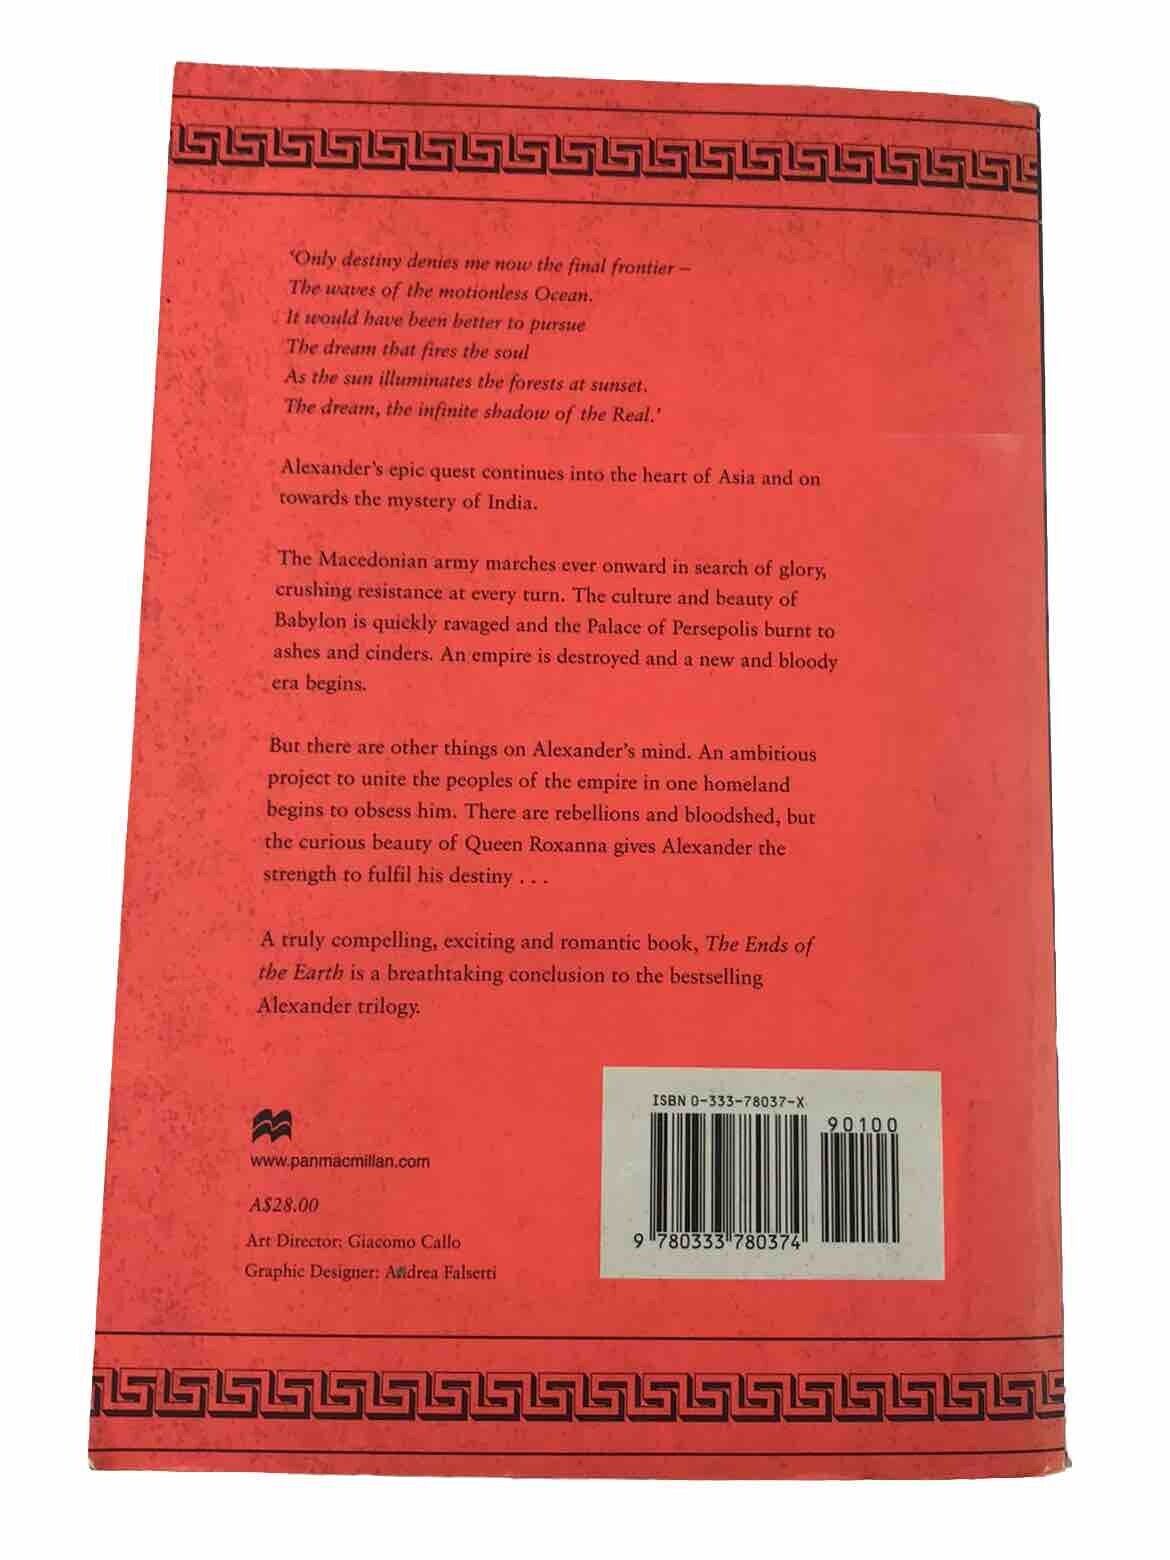 'Only destiny denies me now the final frontier –
The waves of the motionless Ocean.
It would have been better to pursue
The dream that fires the soul
As the sun illuminates the forests at sunset.
The dream, the infinite shadow of the Real.'
Alexander's epic quest continues into the heart of Asia and on
towards the mystery of India.
The Macedonian army marches ever onward in search of glory,
crushing resistance at every turn. The culture and beauty of
Babylon is quickly ravaged and the Palace of Persepolis burnt to
ashes and cinders. An empire is destroyed and a new and bloody
era begins.
But there are other things on Alexander's mind. An ambitious
project to unite the peoples of the empire in one homeland
begins to obsess him. There are rebellions and bloodshed, but
the curious beauty of Queen Roxanna gives Alexander the
strength to fulfil his destiny . . .
A truly compelling, exciting and romantic book, The Ends of
the Earth is a breathtaking conclusion to the bestselling
Alexander trilogy.
www.panmacmillan.com
A$28.00
Art Director: Giacomo Callo
Graphic Designer: Andrea Falsetti
ISBN 0-333-78037-X
90100
9 780333 780374